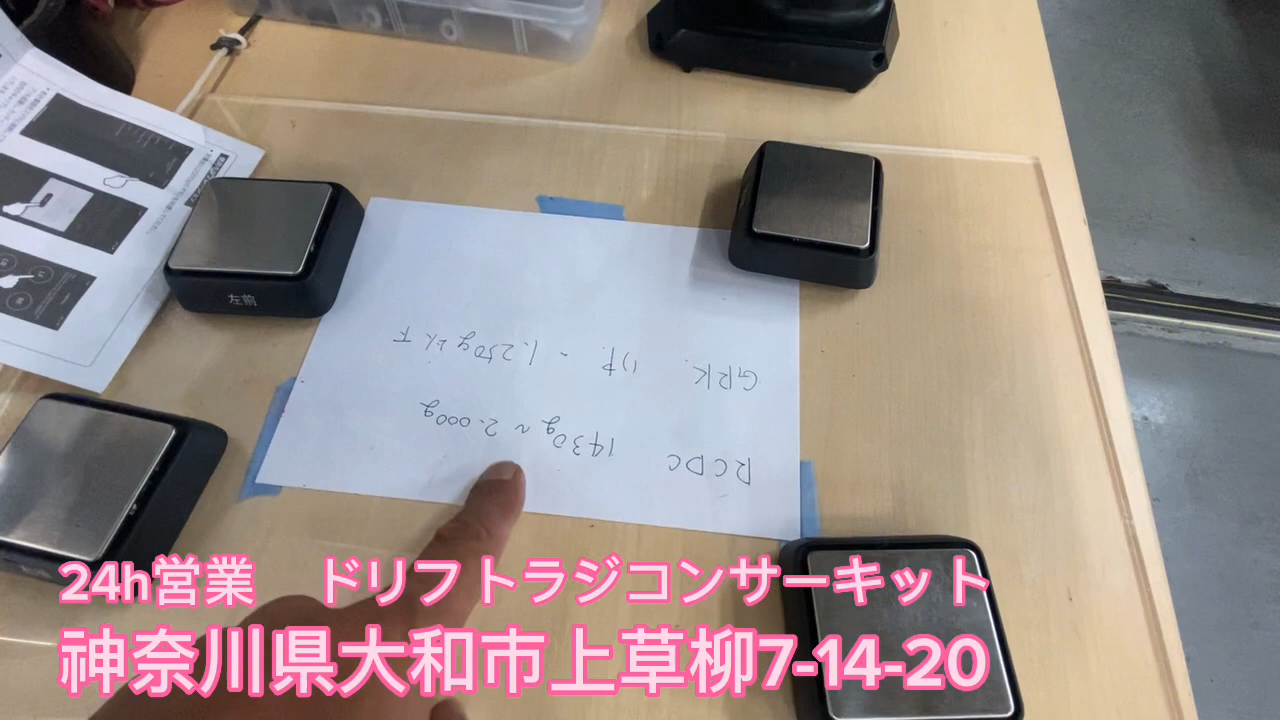 左前
RCDC 1430g ~ 2.000g
GRK. ~ 1.250g以下
24h営業 ドリフトラジコンサーキット
神奈川県大和市上草柳7-14-20